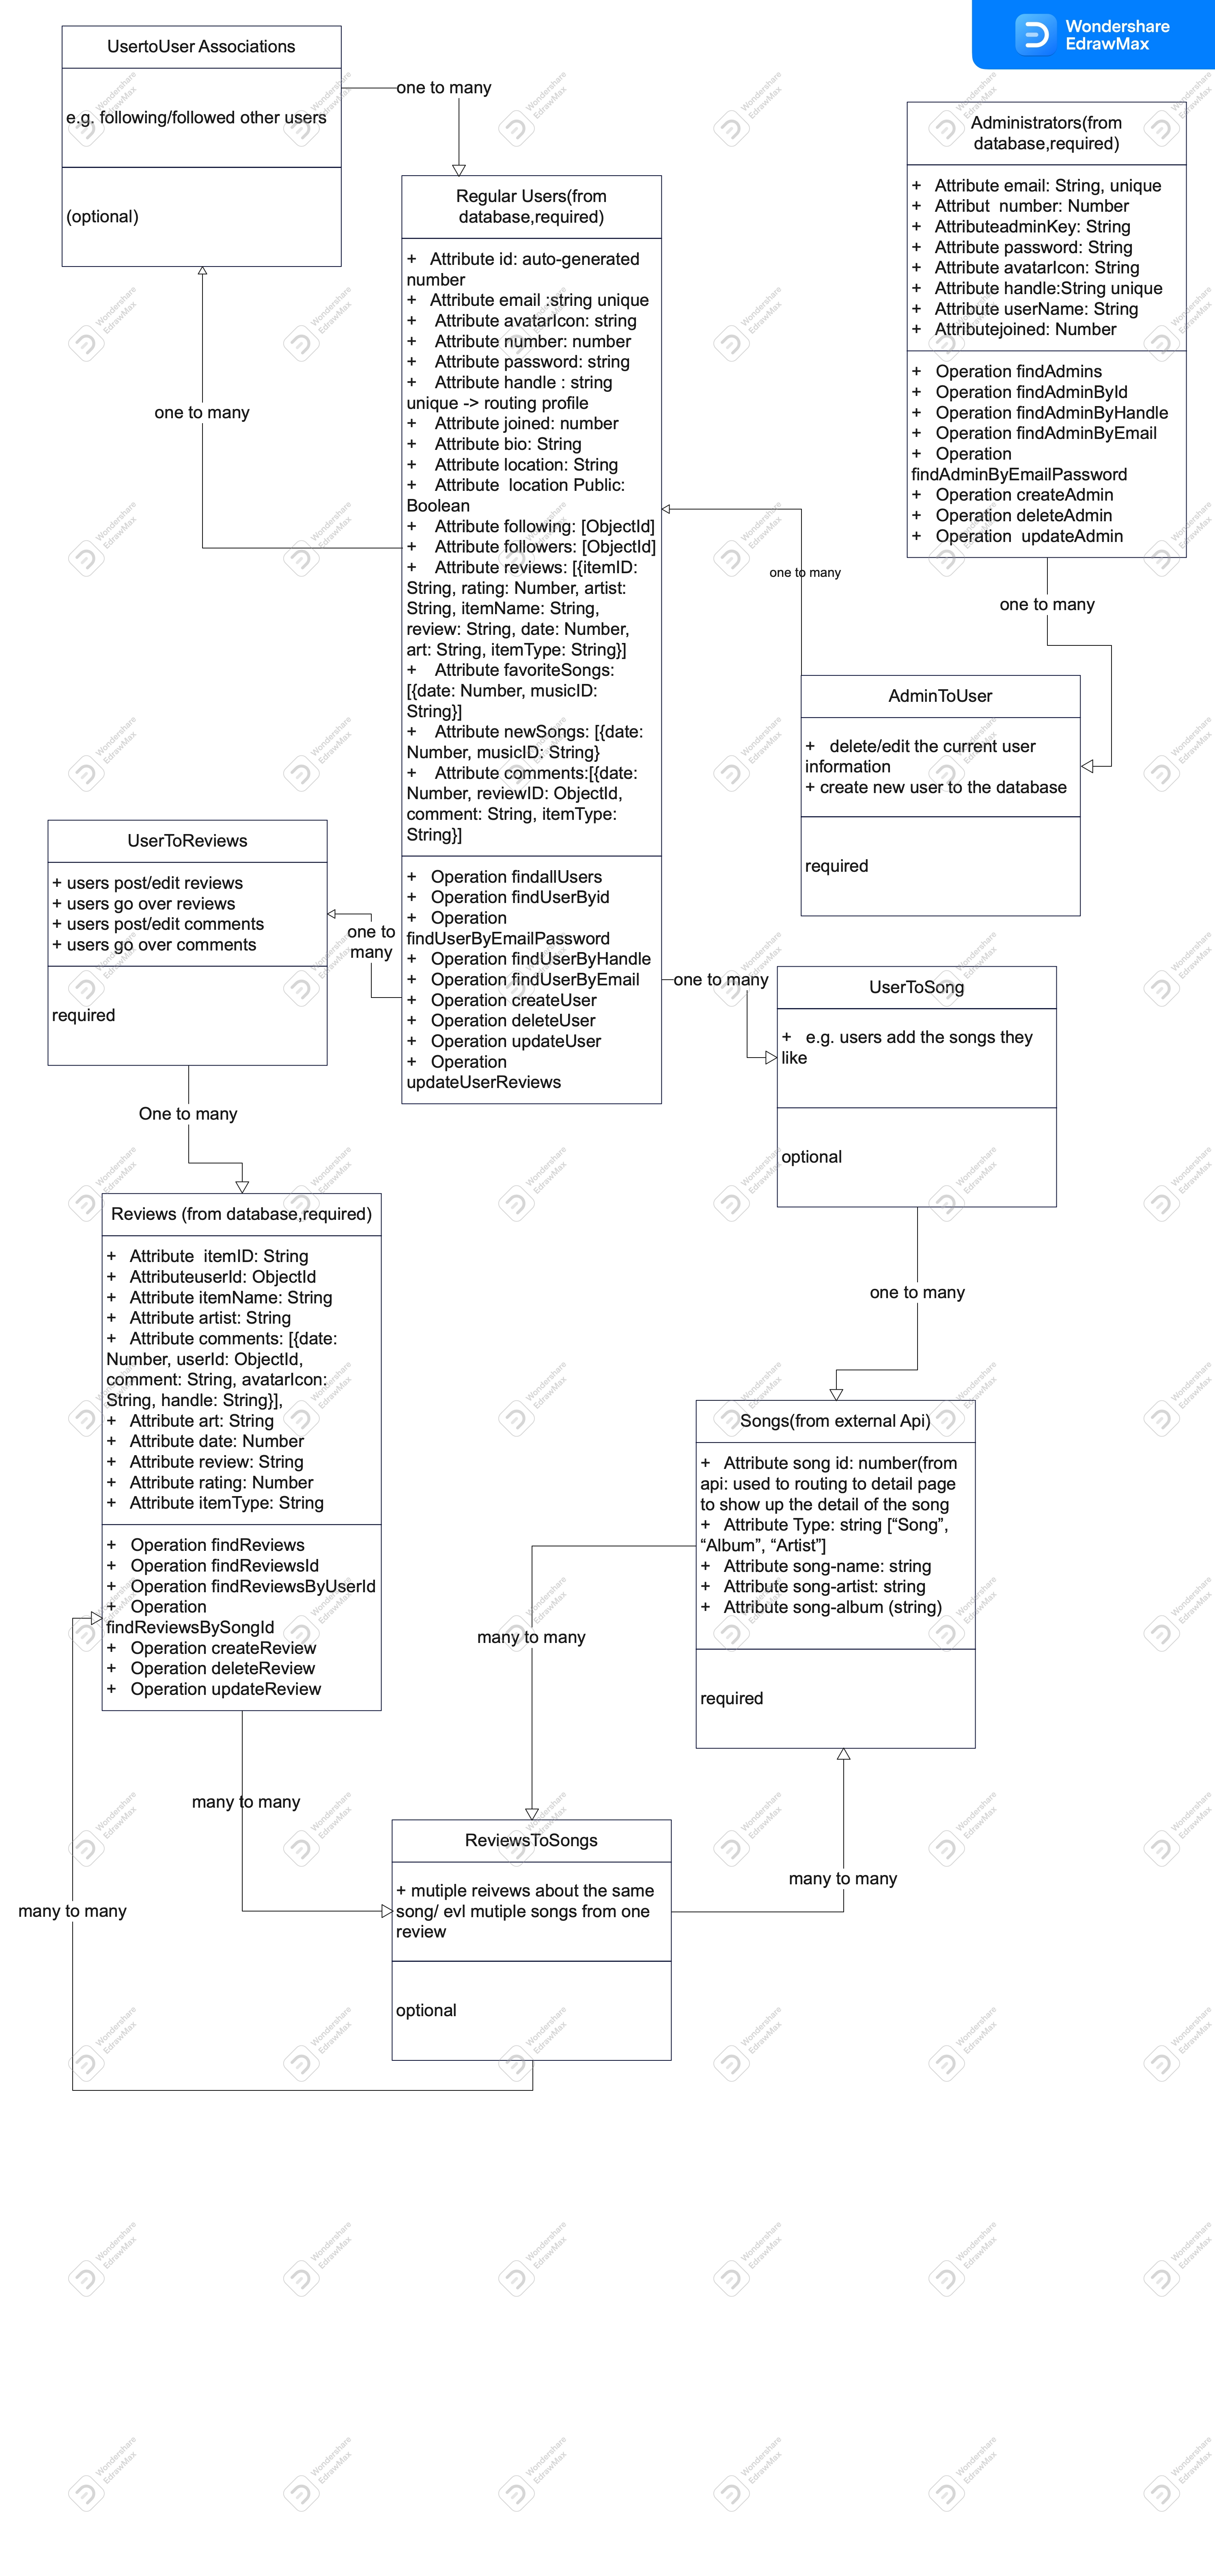 Wondershare
EdrawMax
UsertoUser Associations
e.g. following/followed other users
(optional)
one to many
Administrators(from
database,required)
+ Attribute email: String, unique
+ Attribut number: Number
+ AttributeadminKey: String
+ Attribute password: String
+ Attribute avatarIcon: String
+ Attribute handle:String unique
+ Attribute userName: String
+ Attributejoined: Number
+ Operation findAdmins
+ Operation findAdminById
+ Operation findAdminByHandle
+ Operation findAdminByEmail
+ Operation
findAdminByEmailPassword
+ Operation createAdmin
+ Operation deleteAdmin
+ Operation updateAdmin
Regular Users(from
database,required)
+ Attribute id: auto-generated
number
+ Attribute email :string unique
+ Attribute avatarIcon: string
+ Attribute number: number
+ Attribute password: string
+ Attribute handle : string
unique -> routing profile
+ Attribute joined: number
+ Attribute bio: String
+ Attribute location: String
+ Attribute location Public:
Boolean
+ Attribute following: [ObjectId]
+ Attribute followers: [ObjectId]
+ Attribute reviews: [{itemID:
String, rating: Number, artist:
String, itemName: String,
review: String, date: Number,
art: String, itemType: String}]
+ Attribute favoriteSongs:
[{date: Number, musicID:
String}]
+ Attribute newSongs: [{date:
Number, musicID: String}
+ Attribute comments:[{date:
Number, reviewID: ObjectId,
comment: String, itemType:
String}]
+ Operation findallUsers
+ Operation findUserByid
+ Operation
findUserByEmailPassword
+ Operation findUserByHandle
+ Operation findUserByEmail
+ Operation createUser
+ Operation deleteUser
+ Operation updateUser
+ Operation
updateUserReviews
one to many
one to many
one to many
AdminToUser
+ delete/edit the current user
information
+ create new user to the database
required
UserToReviews
+ users post/edit reviews
+ users go over reviews
+ users post/edit comments
+ users go over comments
required
one to
many
one to many
UserToSong
+ e.g. users add the songs they
like
optional
One to many
one to many
Reviews (from database,required)
+ Attribute itemID: String
+ AttributeuserId: ObjectId
+ Attribute itemName: String
+ Attribute artist: String
+ Attribute comments: [{date:
Number, userId: ObjectId,
comment: String, avatarIcon:
String, handle: String}],
+ Attribute art: String
+ Attribute date: Number
+ Attribute review: String
+ Attribute rating: Number
+ Attribute itemType: String
+ Operation findReviews
+ Operation findReviewsId
+ Operation findReviewsByUserId
+ Operation
findReviewsBySongId
+ Operation createReview
+ Operation deleteReview
+ Operation updateReview
Songs(from external Api)
+ Attribute song id: number(from
api: used to routing to detail page
to show up the detail of the song
+ Attribute Type: string [“Song”,
“Album”, “Artist”]
+ Attribute song-name: string
+ Attribute song-artist: string
+ Attribute song-album (string)
required
many to many
many to many
many to many
many to many
ReviewsToSongs
+ mutiple reivews about the same
song/ evl mutiple songs from one
review
optional